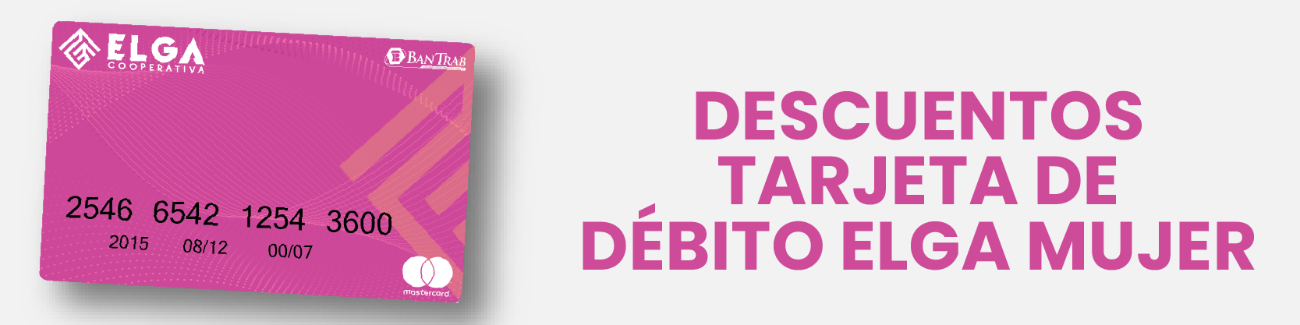 ELGA
COOPERATIVA
BANTRAB
2546 6542 1254 3600
2015 08/12 00/07
mastercard
DESCUENTOS
TARJETA DE
DÉBITO ELGA MUJER